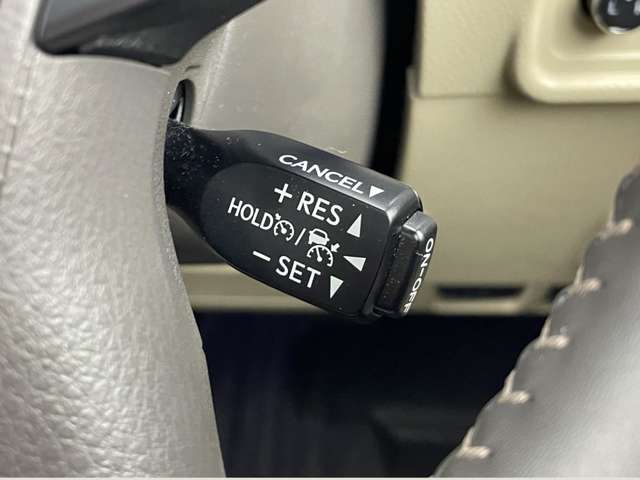 CANCEL▼
+ RES ▲
HOLD /
− SET ▼
ON-OFF